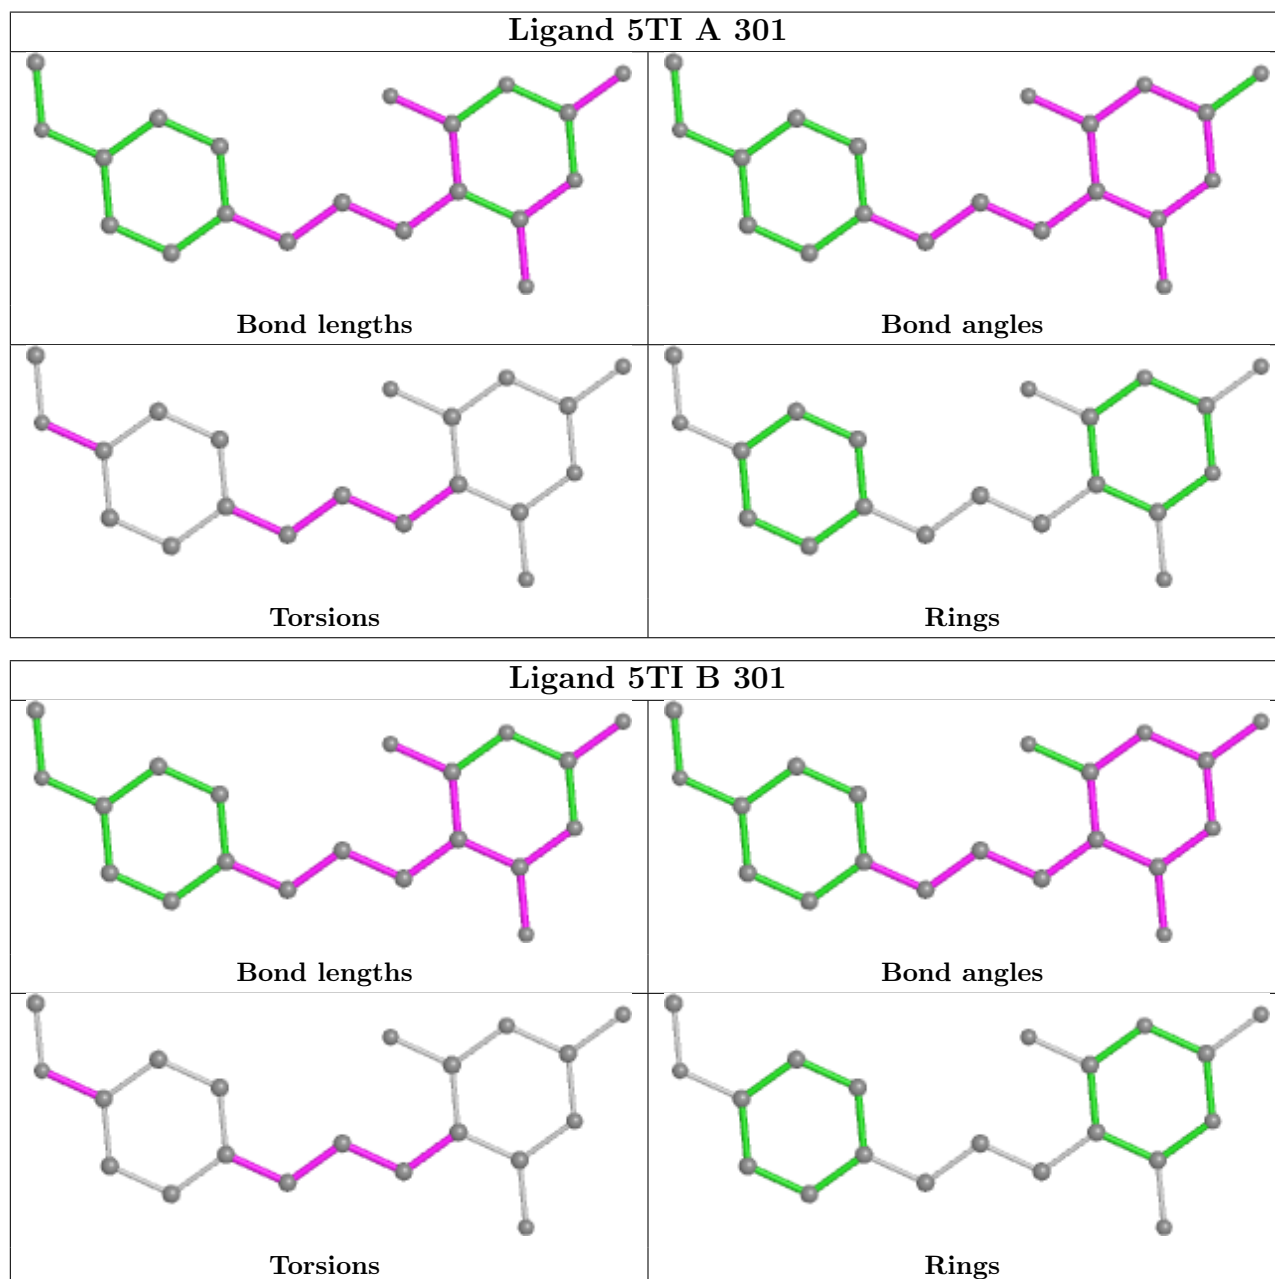 Ligand 5TI A 301
Bond lengths
Bond angles
Torsions
Rings
Ligand 5TI B 301
Bond lengths
Bond angles
Torsions
Rings